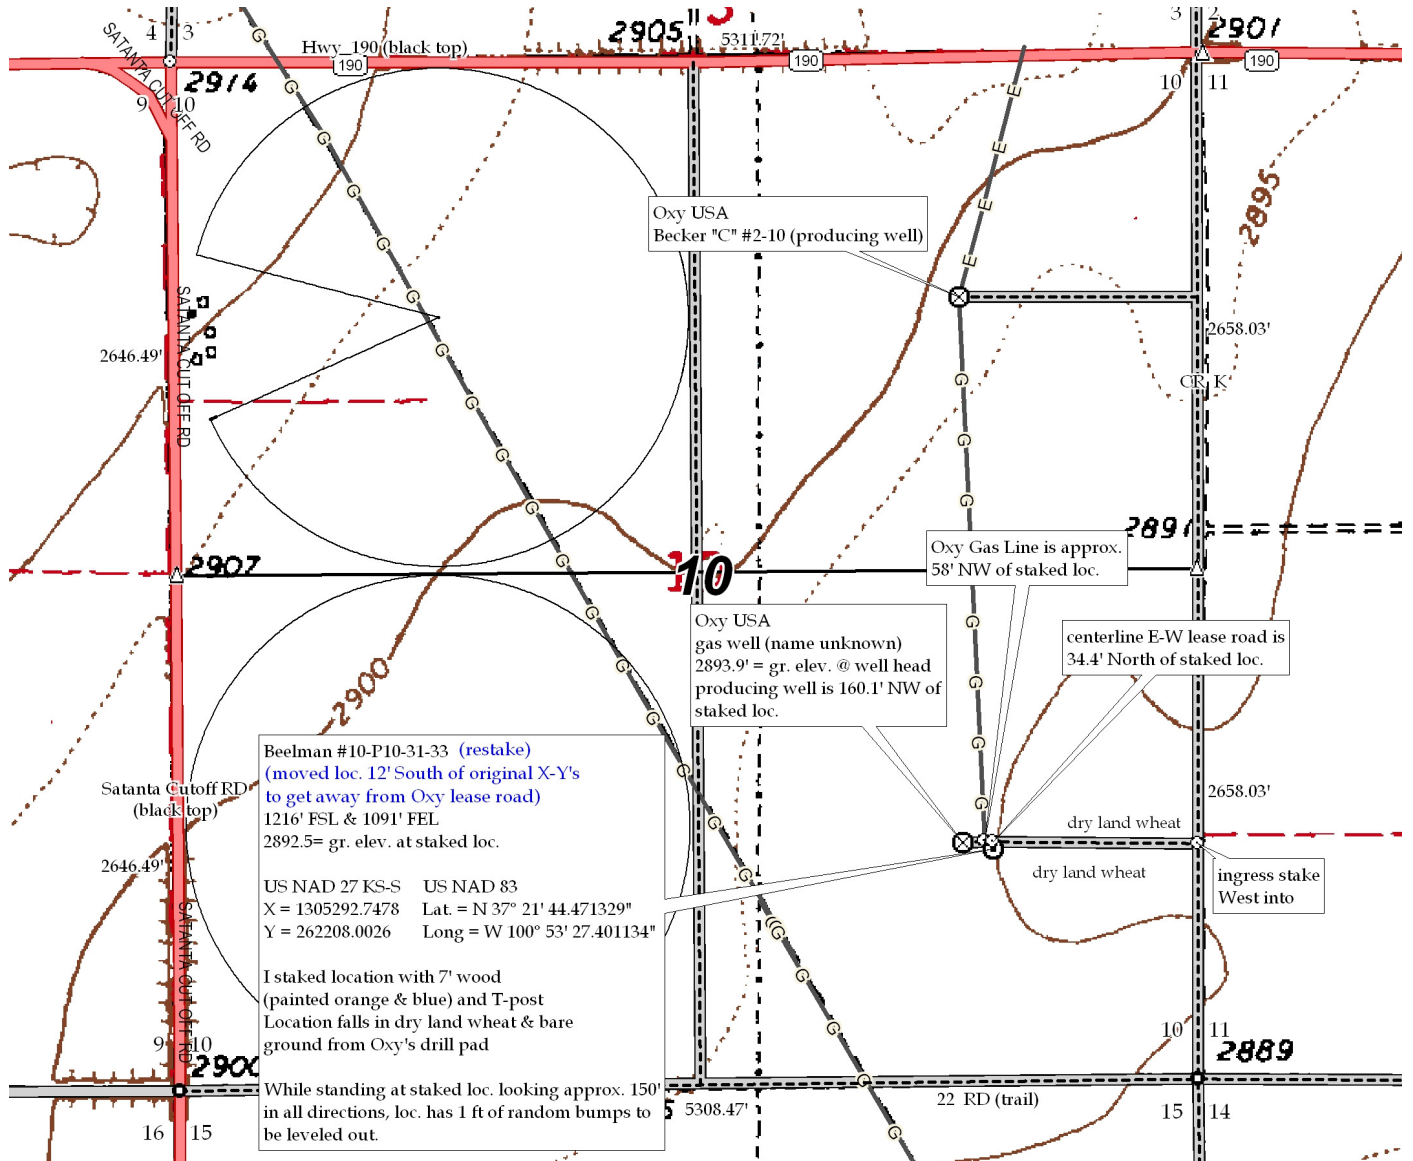 4 3
3 2
2905
5311.72'
2901
Hwy_190 (black top)
190
190
190
SATANTA CUT OFF RD
2914
9 10
10 11
E
E
E
E
G
G
G
G
G
G
G
2895
Oxy USA
Becker "C" #2-10 (producing well)
SATANTA CUT OFF RD
2646.49'
2658.03'
CR K
G
G
G
G
G
G
G
G
G
G
G
G
2891
Oxy Gas Line is approx.
58' NW of staked loc.
2907
10
Oxy USA
gas well (name unknown)
2893.9' = gr. elev. @ well head
producing well is 160.1' NW of
staked loc.
centerline E-W lease road is
34.4' North of staked loc.
2900
G
G
G
G
Beelman #10-P10-31-33 (restake)
(moved loc. 12' South of original X-Y's
to get away from Oxy lease road)
1216' FSL & 1091' FEL
2892.5= gr. elev. at staked loc.
US NAD 27 KS-S US NAD 83
X = 1305292.7478 Lat. = N 37° 21' 44.471329"
Y = 262208.0026 Long = W 100° 53' 27.401134"
I staked location with 7' wood
(painted orange & blue) and T-post
Location falls in dry land wheat & bare
ground from Oxy's drill pad
While standing at staked loc. looking approx. 150'
in all directions, loc. has 1 ft of random bumps to
be leveled out.
Satanta Cutoff RD
(black top)
2658.03'
dry land wheat
dry land wheat
2646.49'
ingress stake
West into
SATANTA CUT OFF RD
G
G
G
G
G
G
9 10
10 11
2900
2889
5308.47'
22 RD (trail)
16 15
15 14